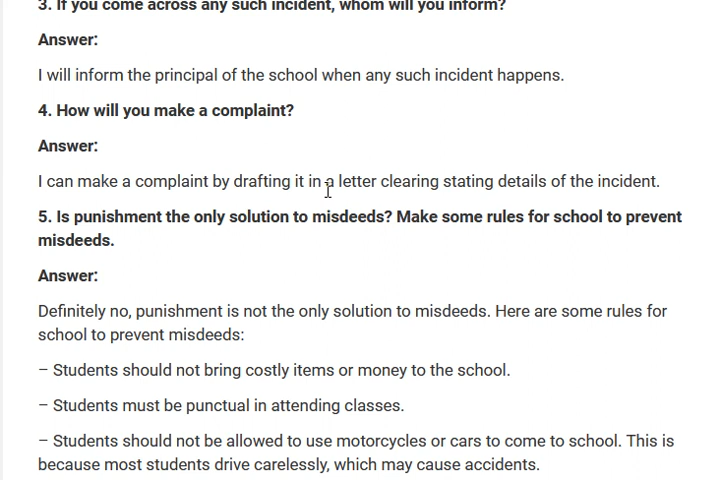 3. If you come across any such incident, whom will you inform?
Answer:
I will inform the principal of the school when any such incident happens.
4. How will you make a complaint?
Answer:
I can make a complaint by drafting it in a letter clearing stating details of the incident.
5. Is punishment the only solution to misdeeds? Make some rules for school to prevent
misdeeds.
Answer:
Definitely no, punishment is not the only solution to misdeeds. Here are some rules for
school to prevent misdeeds:
– Students should not bring costly items or money to the school.
– Students must be punctual in attending classes.
– Students should not be allowed to use motorcycles or cars to come to school. This is
because most students drive carelessly, which may cause accidents.